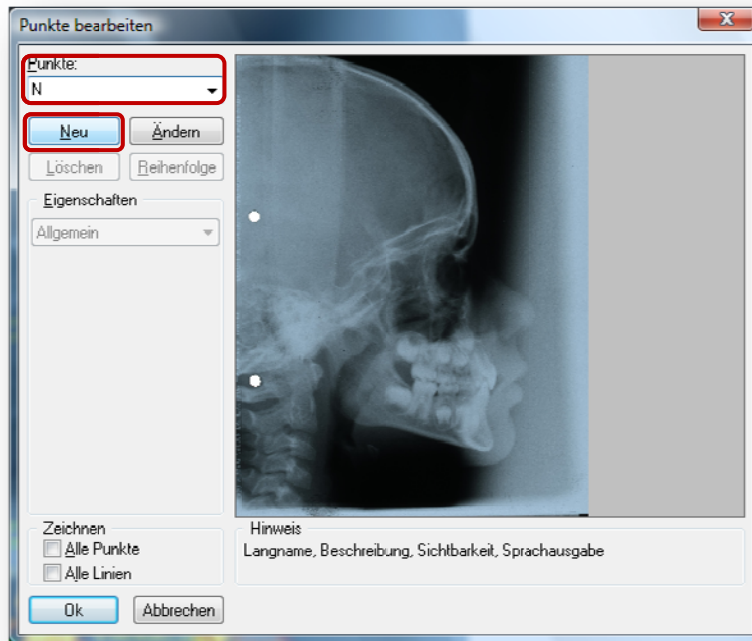 Punkte bearbeiten
Punkte:
N
Neu Ändern
Löschen Reihenfolge
Eigenschaften
Allgemein
Zeichnen
Alle Punkte
Alle Linien
Hinweis
Langname, Beschreibung, Sichtbarkeit, Sprachausgabe
Ok Abbrechen